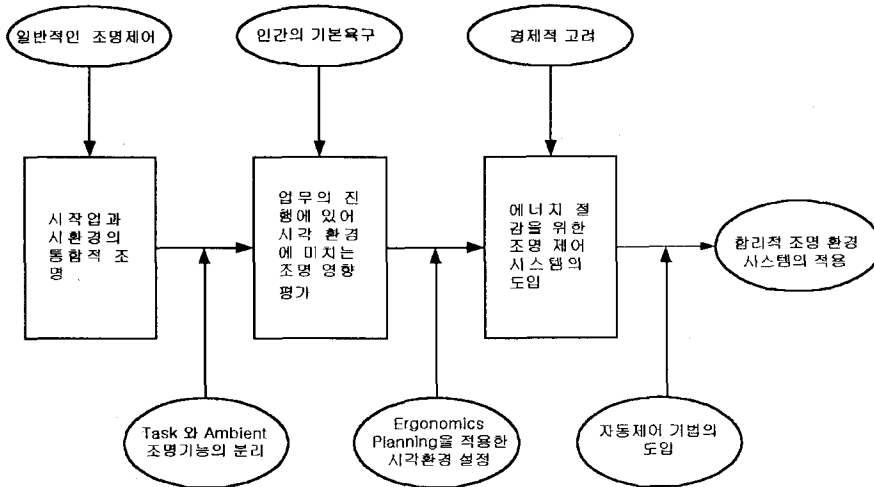 일반적인 조명제어
인간의 기본욕구
경제적 고려
시작업과
시환경의
통합적 조
명
업무의 진
행에 있어
시각 환경
에 미치는
조명 영향
평가
에너지 절
감을 위한
조명 제어
시스템의
도입
합리적 조명 환경
시스템의 적용
Task 와 Ambient
조명기능의 분리
Ergonomics
Planning을 적용한
시각환경 설정
자동제어 기법의
도입